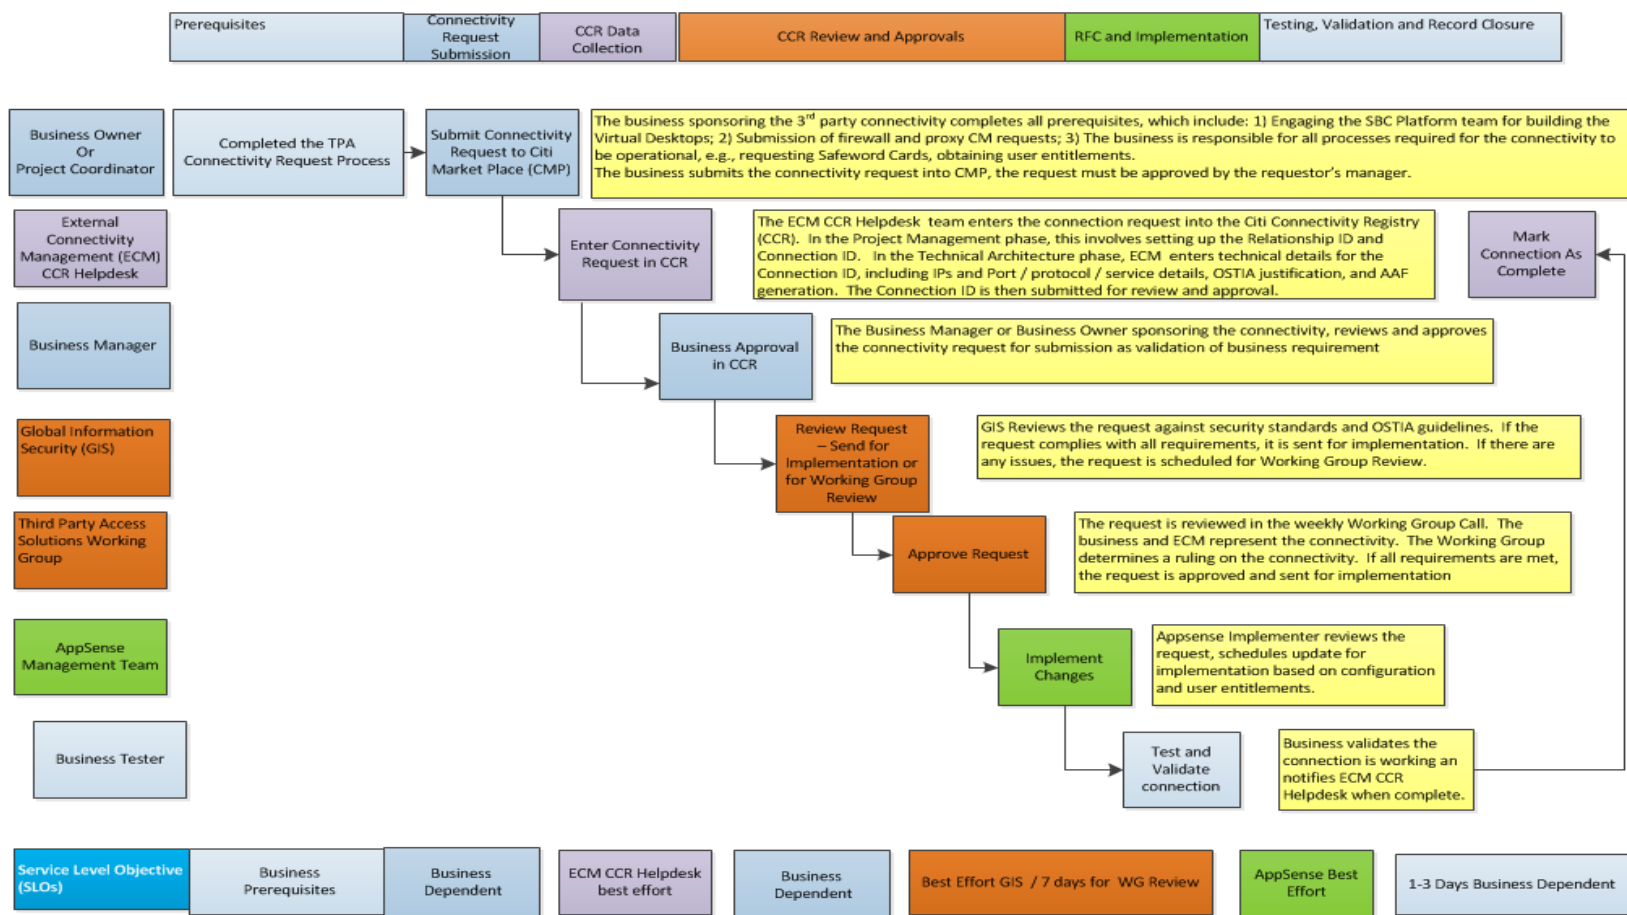 Prerequisites
Connectivity
Request
Submission
CCR Data
Collection
CCR Review and Approvals
RFC and Implementation
Testing, Validation and Record Closure
Business Owner
Or
Project Coordinator
Completed the TPA
Connectivity Request Process
Submit Connectivity
Request to Citi
Market Place (CMP)
The business sponsoring the 3rd party connectivity completes all prerequisites, which include: 1) Engaging the SBC Platform team for building the
Virtual Desktops; 2) Submission of firewall and proxy CM requests; 3) The business is responsible for all processes required for the connectivity to
be operational, e.g., requesting Safeword Cards, obtaining user entitlements.
The business submits the connectivity request into CMP, the request must be approved by the requestor's manager.
External
Connectivity
Management (ECM)
CCR Helpdesk
Enter Connectivity
Request in CCR
The ECM CCR Helpdesk team enters the connection request into the Citi Connectivity Registry
(CCR). In the Project Management phase, this involves setting up the Relationship ID and
Connection ID. In the Technical Architecture phase, ECM enters technical details for the
Connection ID, including IPs and Port / protocol / service details, OSTIA justification, and AAF
generation. The Connection ID is then submitted for review and approval.
Mark
Connection As
Complete
Business Manager
Business Approval
in CCR
The Business Manager or Business Owner sponsoring the connectivity, reviews and approves
the connectivity request for submission as validation of business requirement
Global Information
Security (GIS)
Review Request
– Send for
Implementation or
for Working Group
Review
GIS Reviews the request against security standards and OSTIA guidelines. If the
request complies with all requirements, it is sent for implementation. If there are
any issues, the request is scheduled for Working Group Review.
Third Party Access
Solutions Working
Group
Approve Request
The request is reviewed in the weekly Working Group Call. The
business and ECM represent the connectivity. The Working Group
determines a ruling on the connectivity. If all requirements are met,
the request is approved and sent for implementation
AppSense
Management Team
Implement
Changes
Appsense Implementer reviews the
request, schedules update for
implementation based on configuration
and user entitlements.
Business Tester
Test and
Validate
connection
Business validates the
connection is working an
notifies ECM CCR
Helpdesk when complete.
Service Level Objective
(SLOs)
Business
Prerequisites
Business
Dependent
ECM CCR Helpdesk
best effort
Business
Dependent
Best Effort GIS / 7 days for WG Review
AppSense Best
Effort
1-3 Days Business Dependent